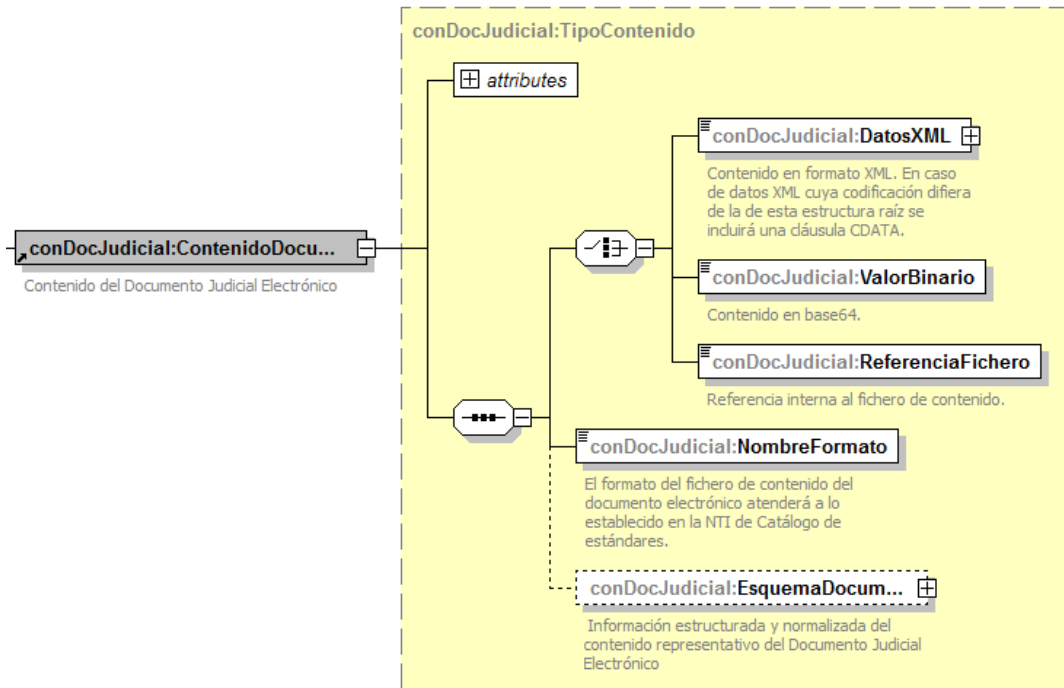 conDocJudicial:TipoContenido
attributes
conDocJudicial:DatosXML
Contenido en formato XML. En caso
de datos XML cuya codificación difiera
de la de esta estructura raíz se
incluirá una cláusula CDATA.
conDocJudicial:ContenidoDocu...
Contenido del Documento Judicial Electrónico
conDocJudicial:ValorBinario
Contenido en base64.
conDocJudicial:ReferenciaFichero
Referencia interna al fichero de contenido.
conDocJudicial:NombreFormato
El formato del fichero de contenido del
documento electrónico atenderá a lo
establecido en la NTI de Catálogo de
estándares.
conDocJudicial:EsquemaDocum...
Información estructurada y normalizada del
contenido representativo del Documento Judicial
Electrónico